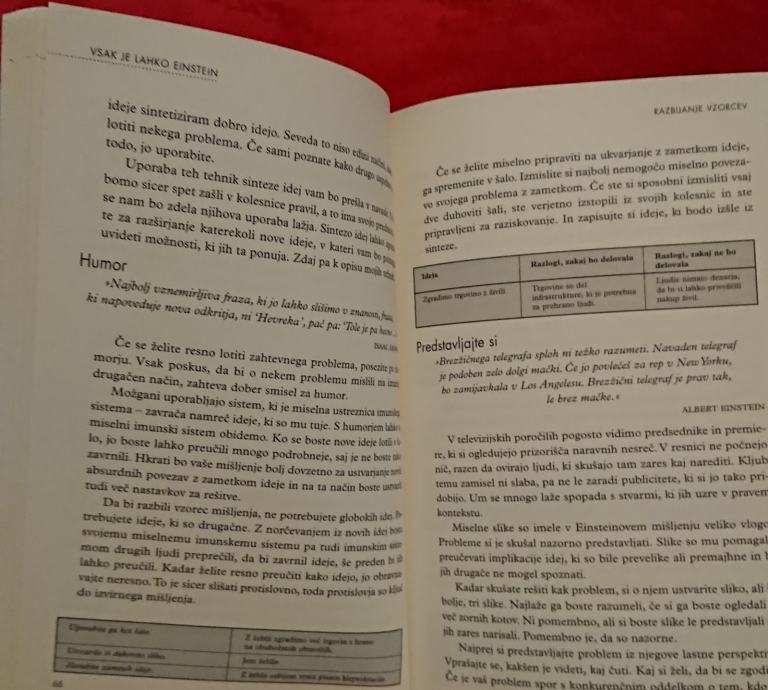 VSAK JE LAHKO EINSTEIN
ideje sintetiziram dobro idejo. Seveda to niso edini načini,
lotiti nekega problema. Če sami poznate kako drugo
todo, jo uporabite.
Uporaba teh tehnik sinteze idej vam bo prešla v navado.
bomo sicer spet zašli v kolesnice pravil, a to ima svojo
se nam bo zdela njihova uporaba lažja. Sintezo idej lahko
te za razširjanje katerekoli nove ideje, v kateri vam bo
uvideti možnosti, ki jih ta ponuja. Zdaj pa k opisu mojih
Humor
»Najbolj vznemirljiva fraza, ki jo lahko slišimo v znanosti, fraza,
ki napoveduje nova odkritja, ni 'Hevreka', pač pa: 'Tole je pa
ISAAC
Če se želite resno lotiti zahtevnega problema, posezite po
morju. Vsak poskus, da bi o nekem problemu mislili na
drugačen način, zahteva dober smisel za humor.
Možgani uporabljajo sistem, ki je miselna ustreznica imunskega
sistema – zavrača namreč ideje, ki so mu tuje. S humorjem lahko
miselni imunski sistem obidemo. Ko se boste nove ideje lotili
lo, jo boste lahko preučili mnogo podrobneje, saj je ne boste
zavrnili. Hkrati bo vaše mišljenje bolj dovzetno za ustvarjanje
absurdnih povezav z zametkom ideje in na ta način boste
tudi več nastavkov za rešitve.
Da bi razbili vzorec mišljenja, ne potrebujete globokih idej.
trebujete ideje, ki so drugačne. Z norčevanjem iz novih idej boste
svojemu miselnemu imunskemu sistemu pa tudi imunskim
mom drugih ljudi preprečili, da bi zavrnil ideje, še preden bi jih
lahko preučili. Kadar želite resno preučiti kako idejo, jo
vajte neresno. To je sicer slišati protislovno, toda protislovja so ključ
do izvirnega mišljenja.
66
RAZBIJANJE VZORCEV
Če se želite miselno pripraviti na ukvarjanje z zametkom ideje,
ga spremenite v šalo. Izmislite si najbolj nemogočo miselno poveza-
vo svojega problema z zametkom. Če ste si sposobni izmisliti vsaj
dve duhoviti šali, ste verjetno izstopili iz svojih kolesnic in ste
pripravljeni za raziskovanje. In zapisujte si ideje, ki bodo izšle iz
sinteze.
Ideja
Razlogi, zakaj bo delovala
Razlogi, zakaj ne bo
delovala
Zgradimo trgovino z živili.
Trgovine so del
infrastrukture, ki je potrebna
za prehrano ljudi.
Ljudje nimajo denarja,
da bi si lahko privoščili
nakup živil.
Predstavljajte si
»Brezžičnega telegrafa sploh ni težko razumeti. Navaden telegraf
je podoben zelo dolgi mački. Če jo povlečeš za rep v New Yorku,
bo zamijavkala v Los Angelesu. Brezžični telegraf je prav tak,
le brez mačke.«
ALBERT EINSTEIN
V televizijskih poročilih pogosto vidimo predsednike in premie-
re, ki si ogledujejo prizorišča naravnih nesreč. V resnici ne počnejo
nič, razen da ovirajo ljudi, ki skušajo tam zares kaj narediti. Kljub
temu zamisel ni slaba, pa ne le zaradi publicitete, ki si jo tako pri-
dobijo. Um se mnogo laže spopada s stvarmi, ki jih uzre v pravem
kontekstu.
Miselne slike so imele v Einsteinovem mišljenju veliko vlogo
Probleme si je skušal nazorno predstavljati. Slike so mu pomagal
preučevati implikacije idej, ki so bile prevelike ali premajhne in
jih drugače ne mogel spoznati.
Kadar skušate rešiti kak problem, si o njem ustvarite sliko, ali
bolje, tri slike. Najlaže ga boste razumeli, če si ga boste ogledali
več zornih kotov. Ni pomembno, ali si boste slike le predstavljali
jih zares narisali. Pomembno je, da so nazorne.
Najprej si predstavljajte problem iz njegove lastne perspekti
Vprašajte se, kakšen je videti, kaj čuti. Kaj si želi, da bi se zgodi
Če je vaš problem spor s konkurenčnim oddelkom o tem, kdo